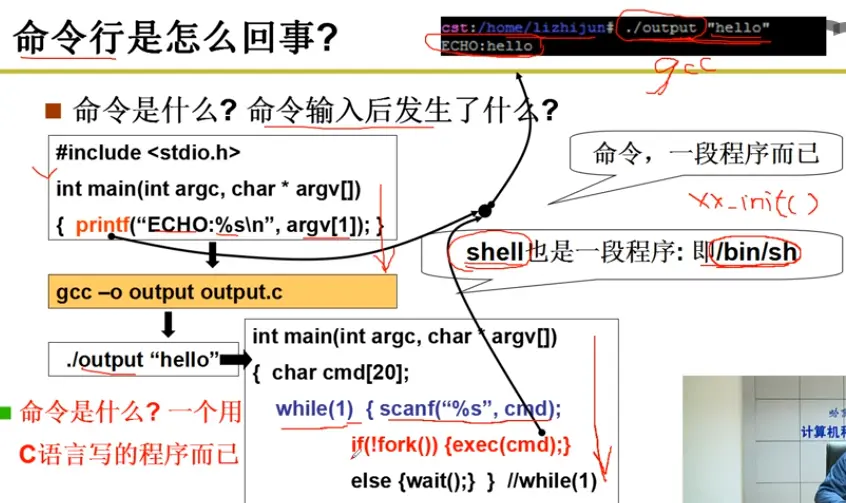 命令行是怎么回事?
cst:/home/lizhijun# ./output "hello"
ECHO:hello
gcc
■ 命令是什么? 命令输入后发生了什么?
#include <stdio.h>
int main(int argc, char * argv[])
{ printf(“ECHO:%s\n”, argv[1]); }
命令，一段程序而已
xx_init()
shell也是一段程序: 即/bin/sh
gcc –o output output.c
./output “hello”
int main(int argc, char * argv[])
{ char cmd[20];
while(1) { scanf(“%s”, cmd);
if(!fork()) {exec(cmd);}
else {wait();} } //while(1)
■ 命令是什么? 一个用
C语言写的程序而已
计算机科